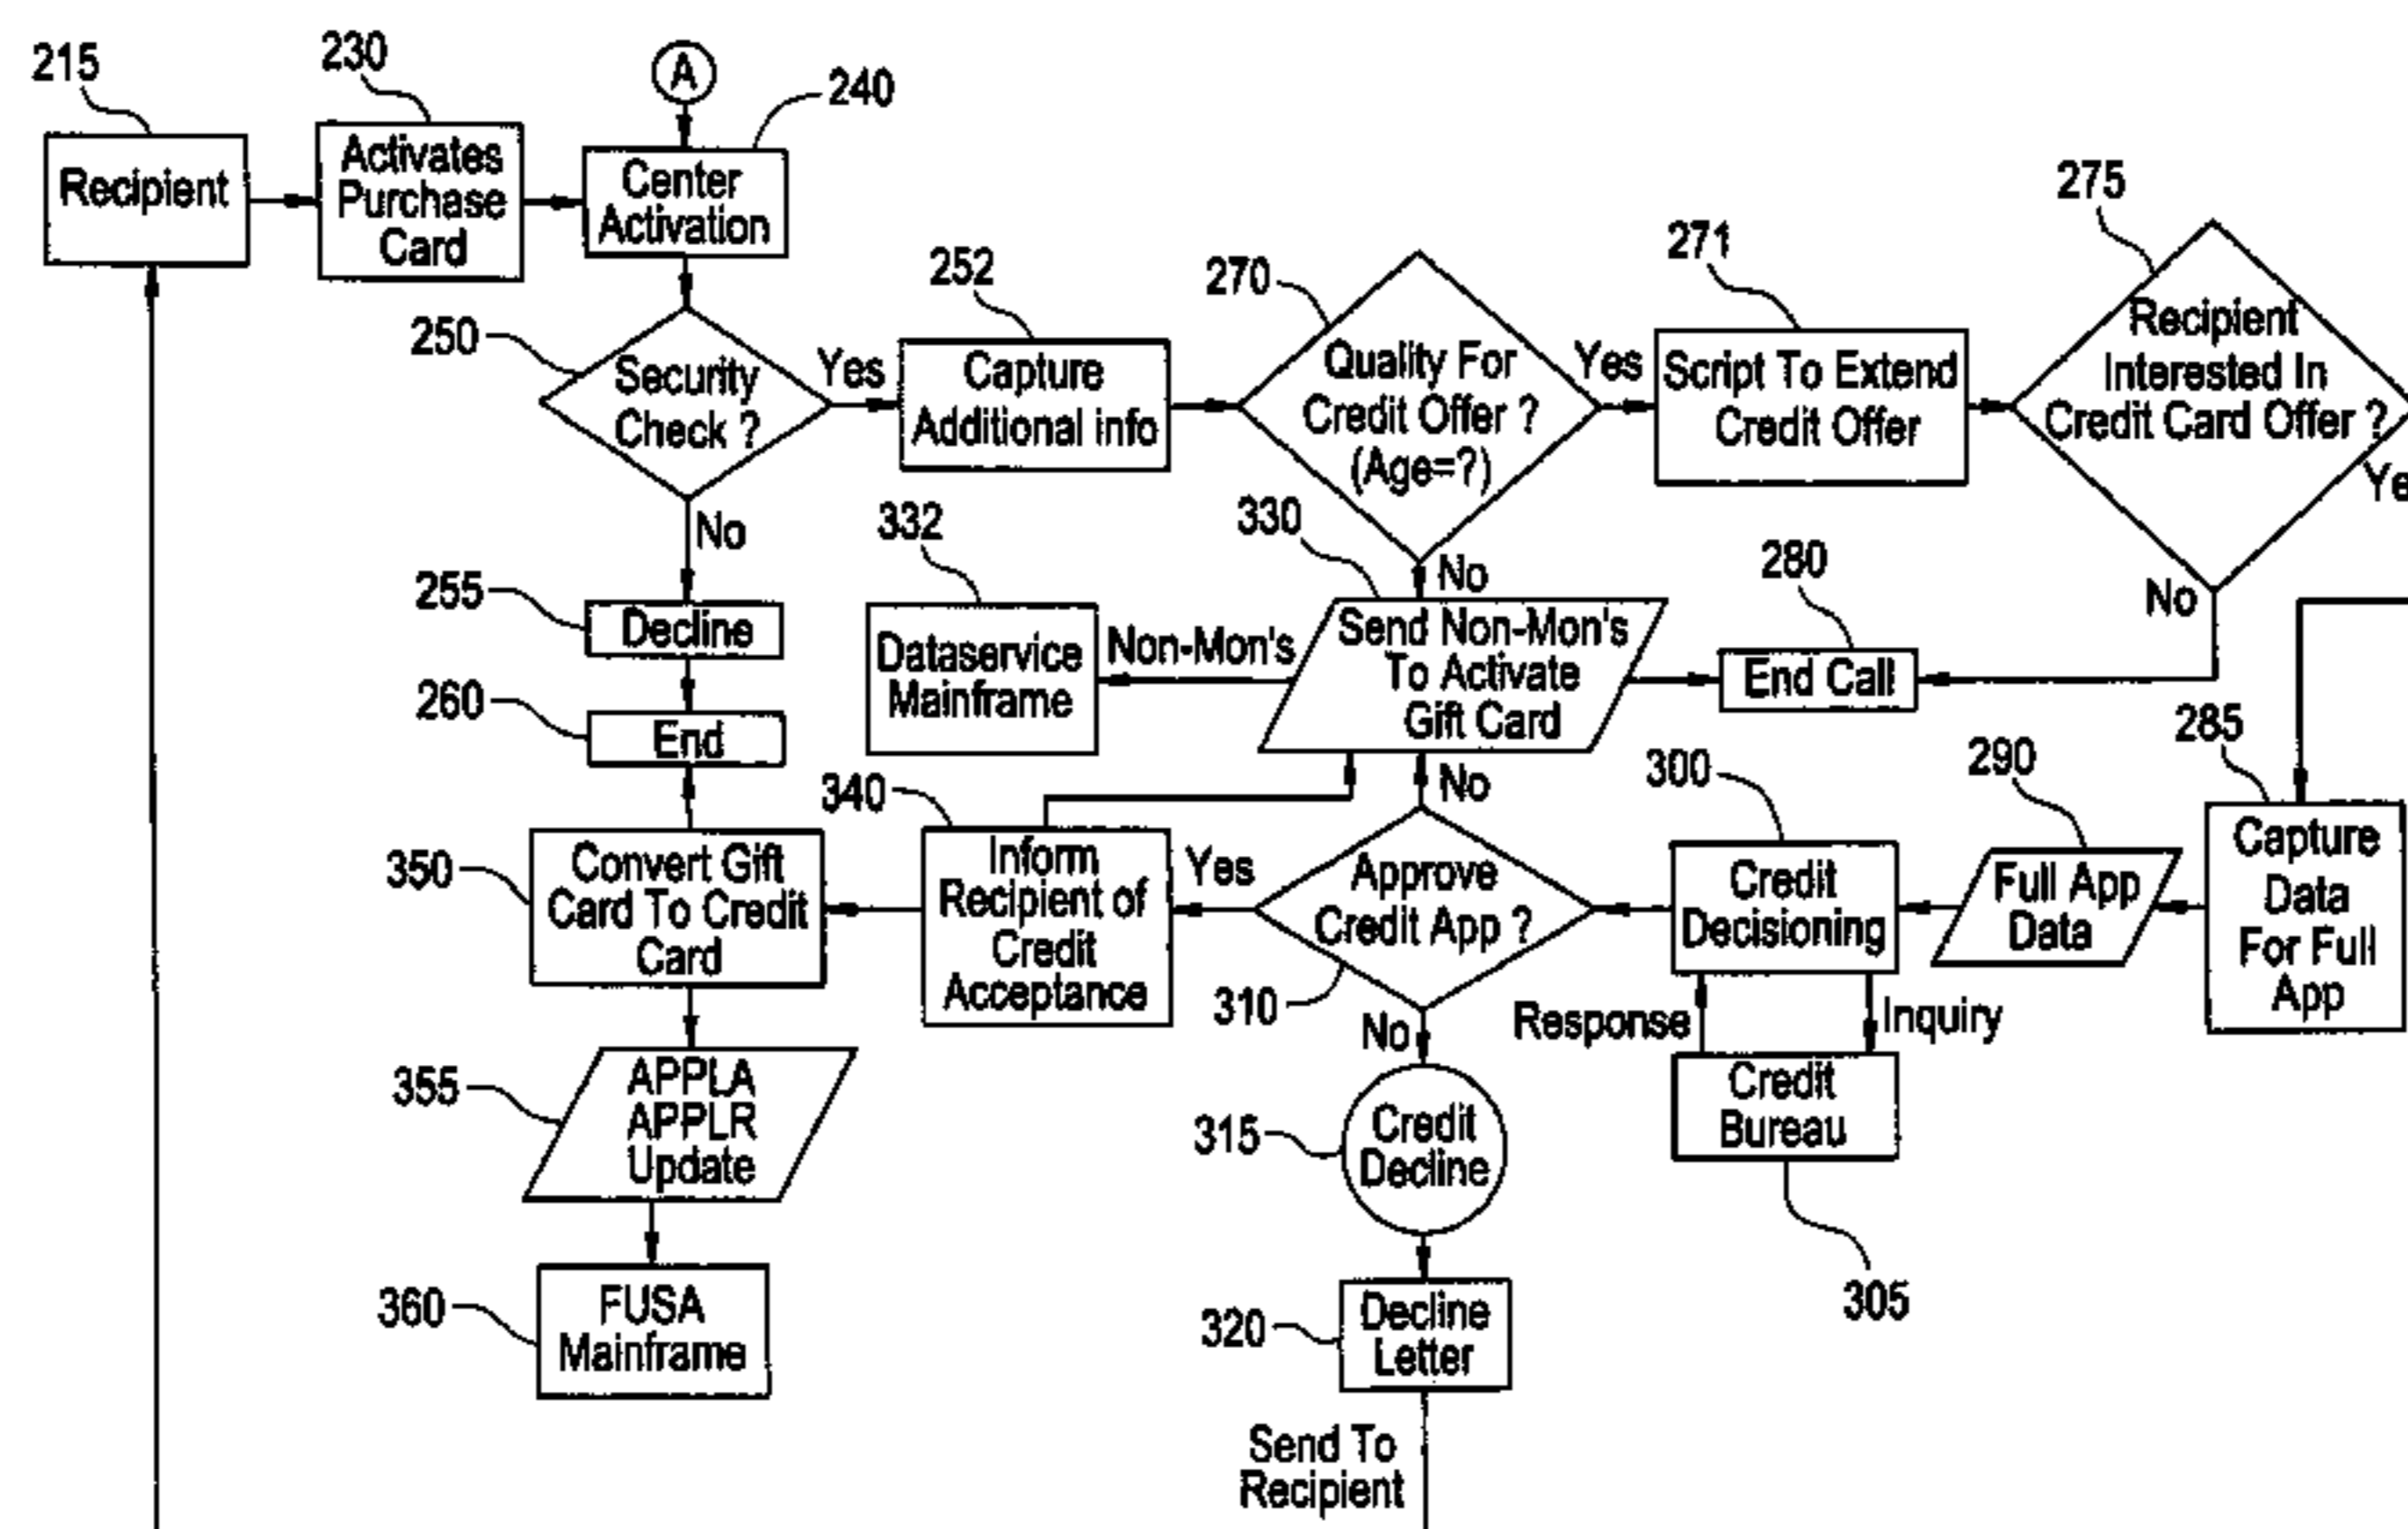 215
230
A
240
Recipient
Activates
Purchase
Card
Center
Activation
275
271
252
270
250
Security
Check ?
Yes
Capture
Additional info
Quality For
Credit Offer ?
(Age=?)
Yes
Script To Extend
Credit Offer
Recipient
Interested In
Credit Card Offer ?
Ye
No
332
330
No
280
No
255
Decline
Dataservice
Mainframe
Non-Mon's
Send Non-Mon's
To Activate
Gift Card
End Call
260
End
285
290
300
340
No
350
Convert Gift
Card To Credit
Card
Inform
Recipient of
Credit
Acceptance
Yes
Approve
Credit App ?
Credit
Decisioning
Full App
Data
Capture
Data
For Full
App
310
No
Response
Inquiry
355
APPLA
APPLR
Update
315
Credit
Decline
Credit
Bureau
305
360
FUSA
Mainframe
320
Decline
Letter
Send To
Recipient